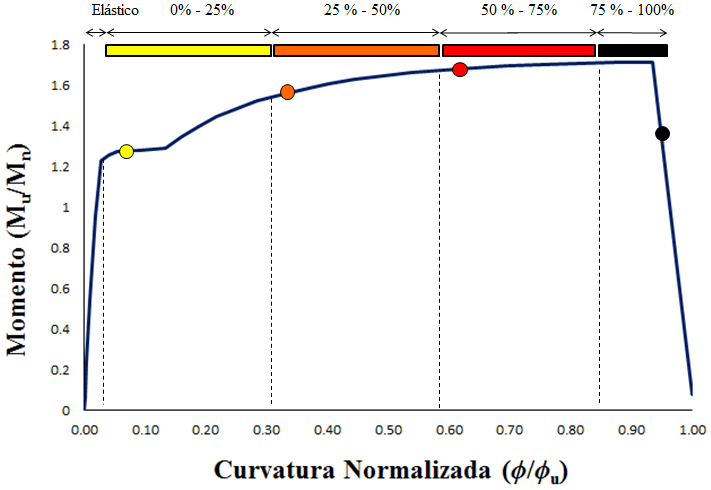 Elástico 0% - 25% 25 % - 50% 50 % - 75% 75 % - 100%
1.8
1.6
1.4
1.2
1
0.8
0.6
0.4
0.2
0
Momento (Mu/Mn)
0.00 0.10 0.20 0.30 0.40 0.50 0.60 0.70 0.80 0.90 1.00
Curvatura Normalizada (ϕ/ϕu)